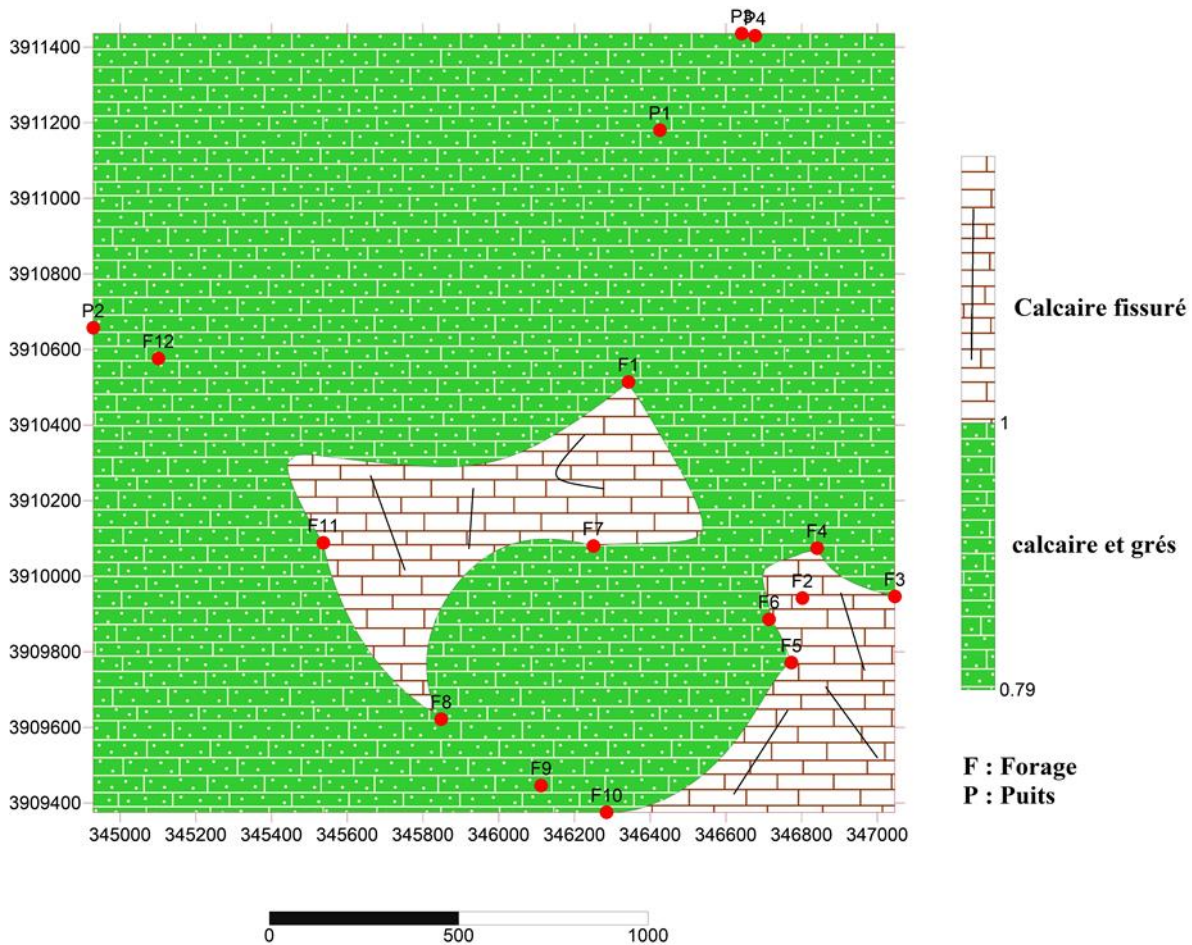 P3 P4
3911400
P1
3911200
3911000
3910800
P2
3910600
F12
F1
3910400
3910200
F11
F7
F4
3910000
F2
F3
F6
3909800
F5
F8
3909600
F9
F10
3909400
345000 345200 345400 345600 345800 346000 346200 346400 346600 346800 347000
0 500 1000
Calcaire fissuré
1
calcaire et grés
0.79
F : Forage
P : Puits